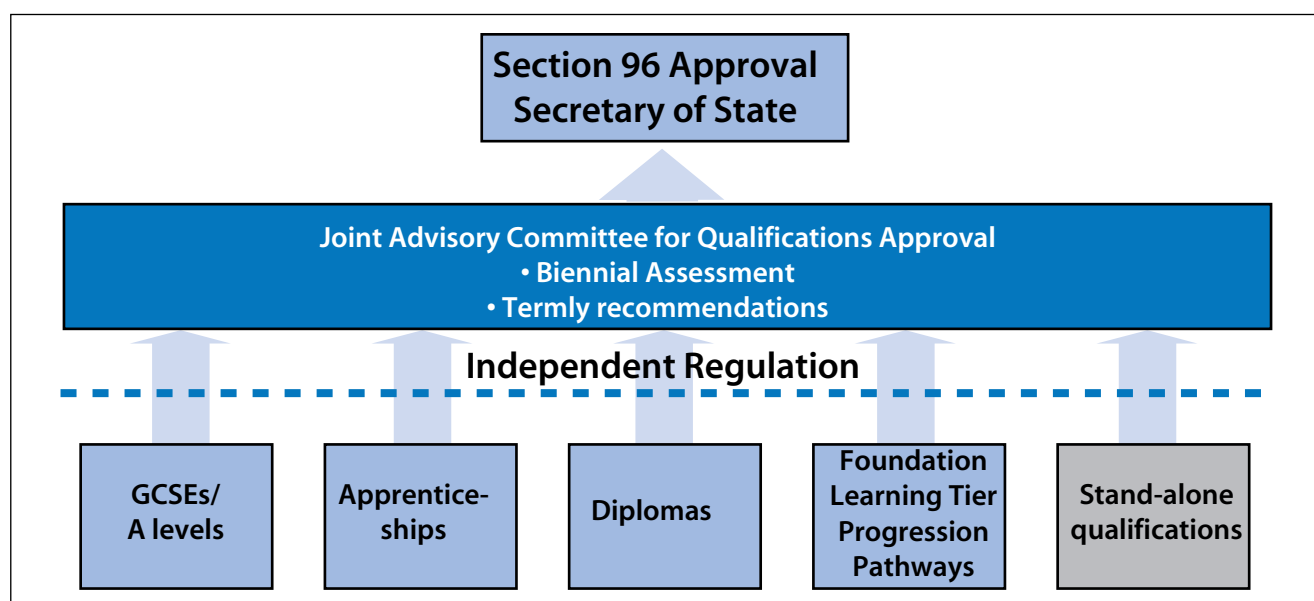 Section 96 Approval
Secretary of State
Joint Advisory Committee for Qualifications Approval
• Biennial Assessment
• Termly recommendations
Independent Regulation
GCSEs/
A levels
Apprentice-
ships
Diplomas
Foundation
Learning Tier
Progression
Pathways
Stand-alone
qualifications